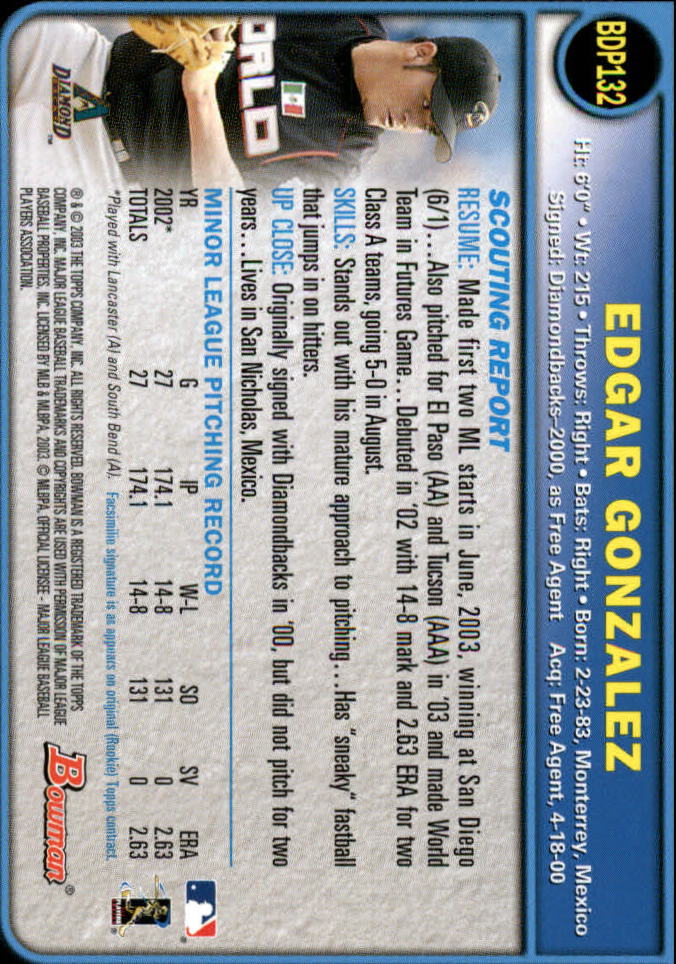 BDP132
EDGAR GONZALEZ
Ht: 6'0" • Wt: 215 • Throws: Right • Bats: Right • Born: 2-23-83, Monterrey, Mexico
Signed: Diamondbacks-2000, as Free Agent Acq: Free Agent, 4-18-00
ORLD
DIAMOND
™
SCOUTING REPORT
RESUME: Made first two ML starts in June, 2003, winning at San Diego
(6/1)...Also pitched for El Paso (AA) and Tucson (AAA) in '03 and made World
Team in Futures Game...Debuted in '02 with 14-8 mark and 2.63 ERA for two
Class A teams, going 5-0 in August.
SKILLS: Stands out with his mature approach to pitching...Has "sneaky" fastball
that jumps in on hitters.
UP CLOSE: Originally signed with Diamondbacks in '00, but did not pitch for two
years...Lives in San Nicholas, Mexico.
MINOR LEAGUE PITCHING RECORD
YR G IP W-L SO SV ERA
2002* 27 174.1 14-8 131 0 2.63
TOTALS 27 174.1 14-8 131 0 2.63
*Played with Lancaster (A) and South Bend (A). Facsimile signature is as appears on original (Rookie) Topps contract.
® & © 2003 THE TOPPS COMPANY, INC. ALL RIGHTS RESERVED. BOWMAN IS A REGISTERED TRADEMARK OF THE TOPPS
COMPANY, INC. MAJOR LEAGUE BASEBALL TRADEMARKS AND COPYRIGHTS ARE USED WITH PERMISSION OF MAJOR LEAGUE
BASEBALL PROPERTIES, INC. LICENSED BY MLB & MLBPA, 2003. © MLBPA. OFFICIAL LICENSEE - MAJOR LEAGUE BASEBALL
PLAYERS ASSOCIATION.
Bowman ®